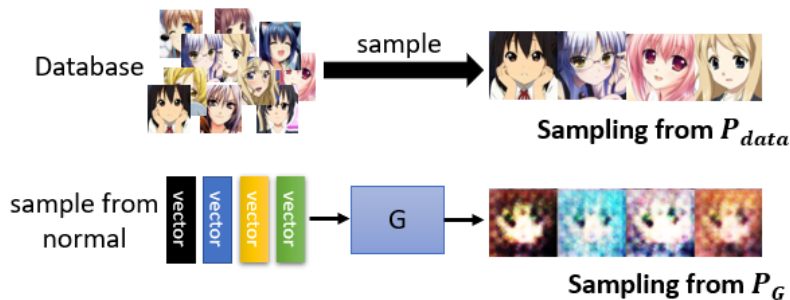 Database
sample
Sampling from P_data
sample from
normal
vector
vector
vector
vector
G
Sampling from P_G